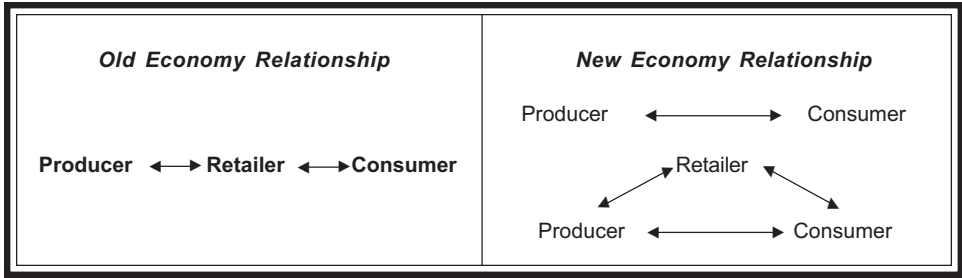 Old Economy Relationship
Producer Retailer Consumer
New Economy Relationship
Producer Consumer
Retailer
Producer Consumer